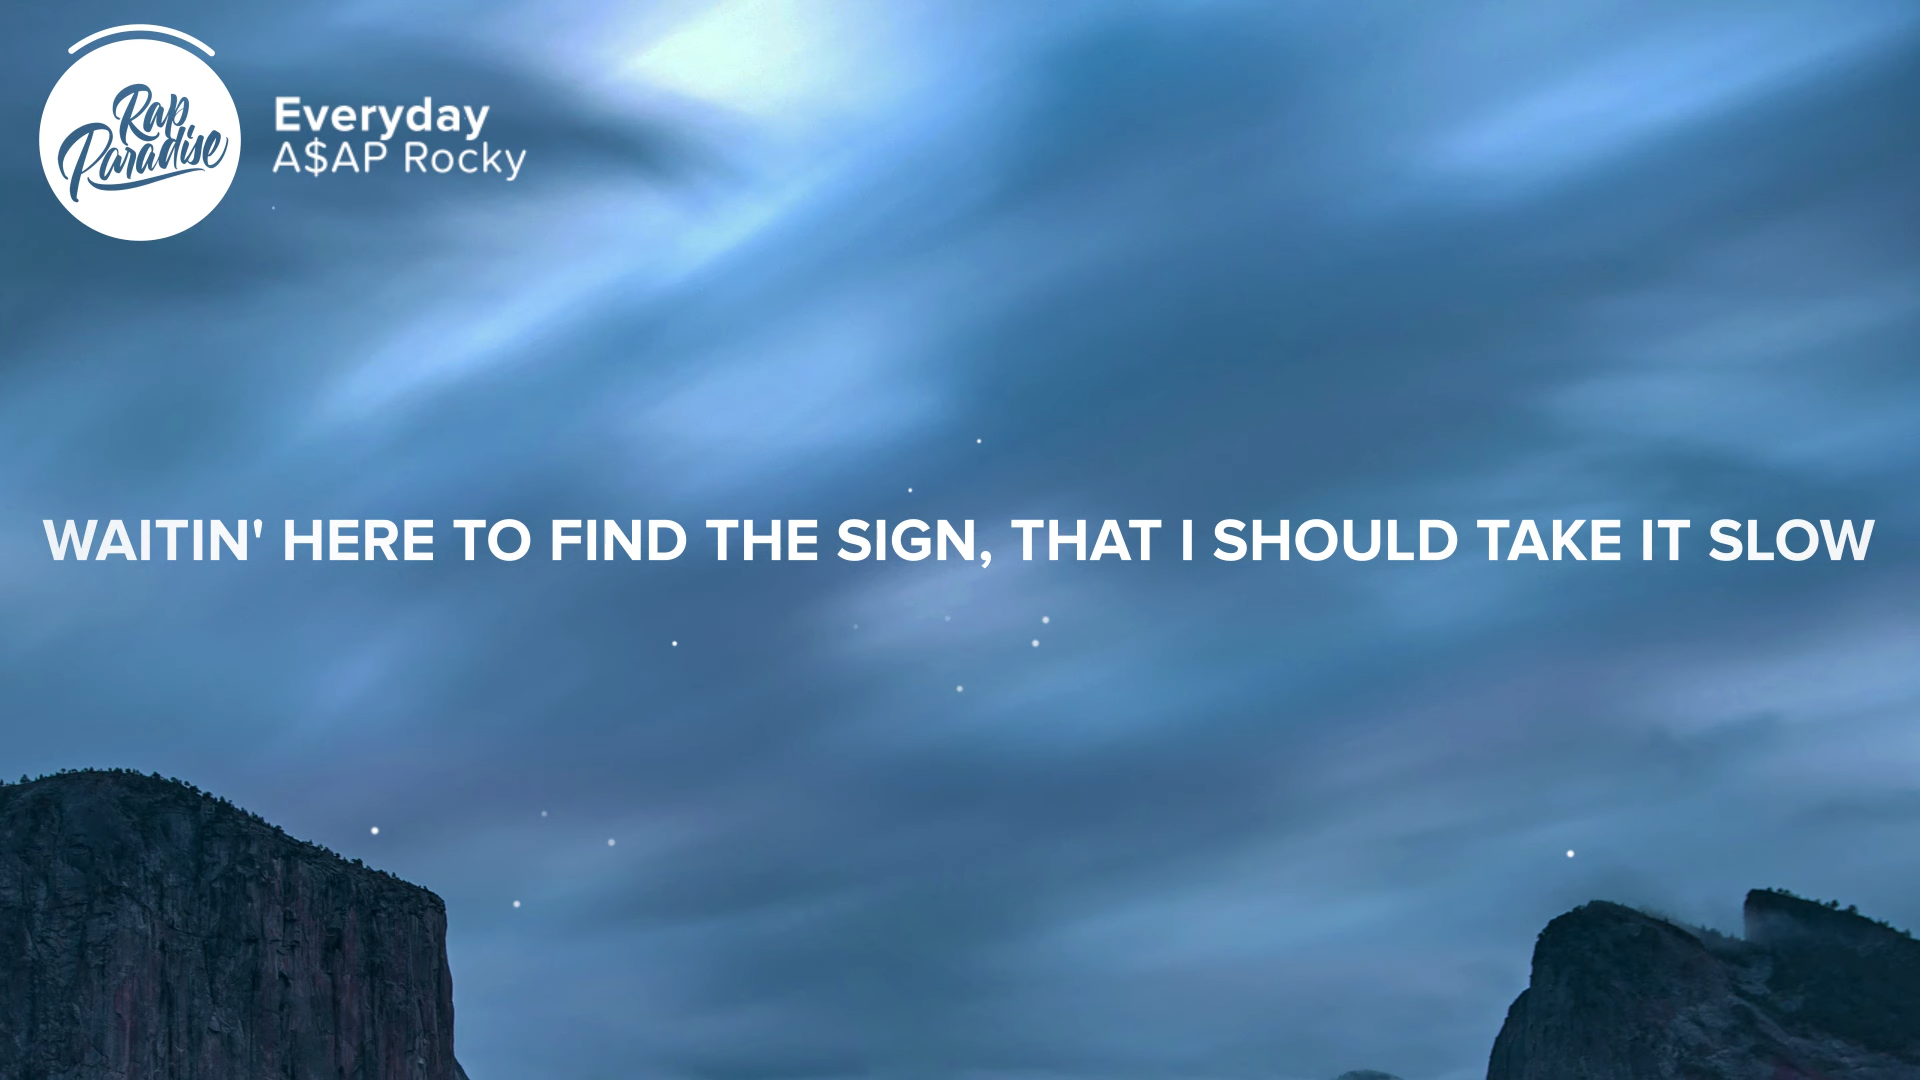 Rap
Paradise
Everyday
A$AP Rocky
WAITIN' HERE TO FIND THE SIGN, THAT I SHOULD TAKE IT SLOW